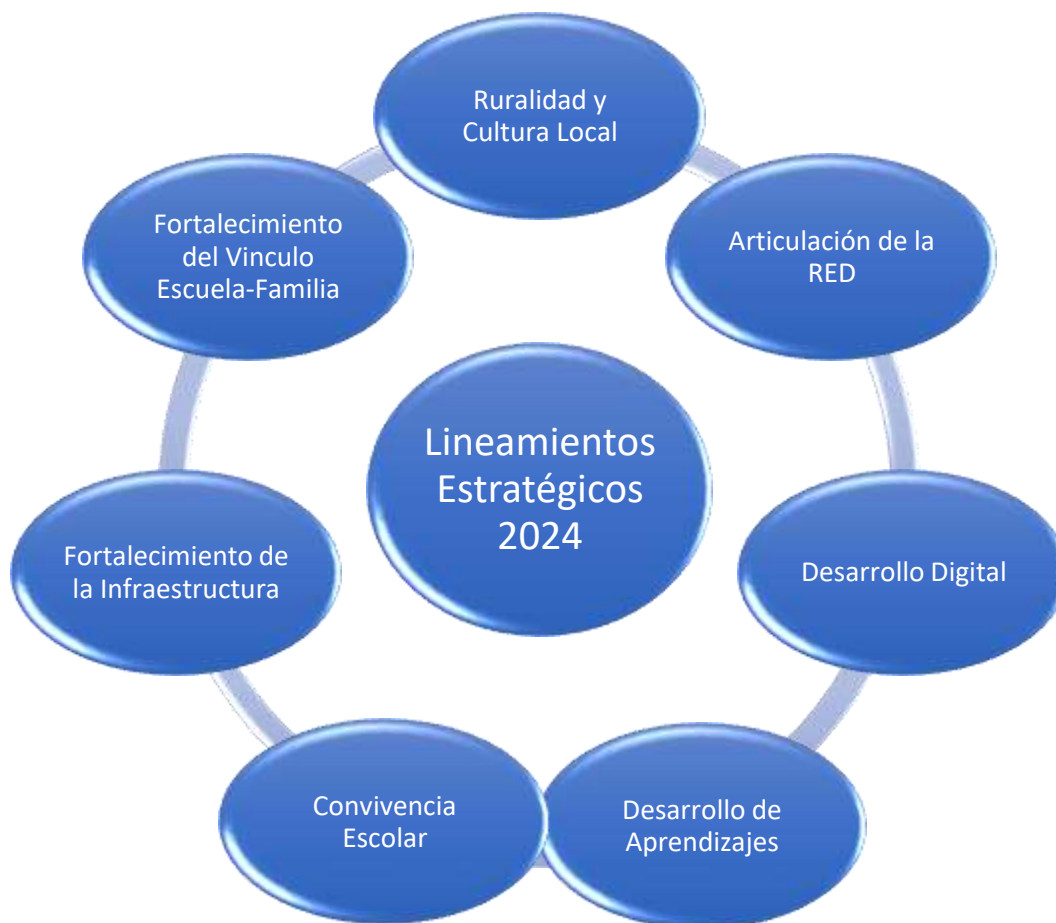 Ruralidad y
Cultura Local
Articulación de la
RED
Desarrollo Digital
Desarrollo de
Aprendizajes
Convivencia
Escolar
Fortalecimiento de
la Infraestructura
Fortalecimiento
del Vinculo
Escuela-Familia
Lineamientos
Estratégicos
2024